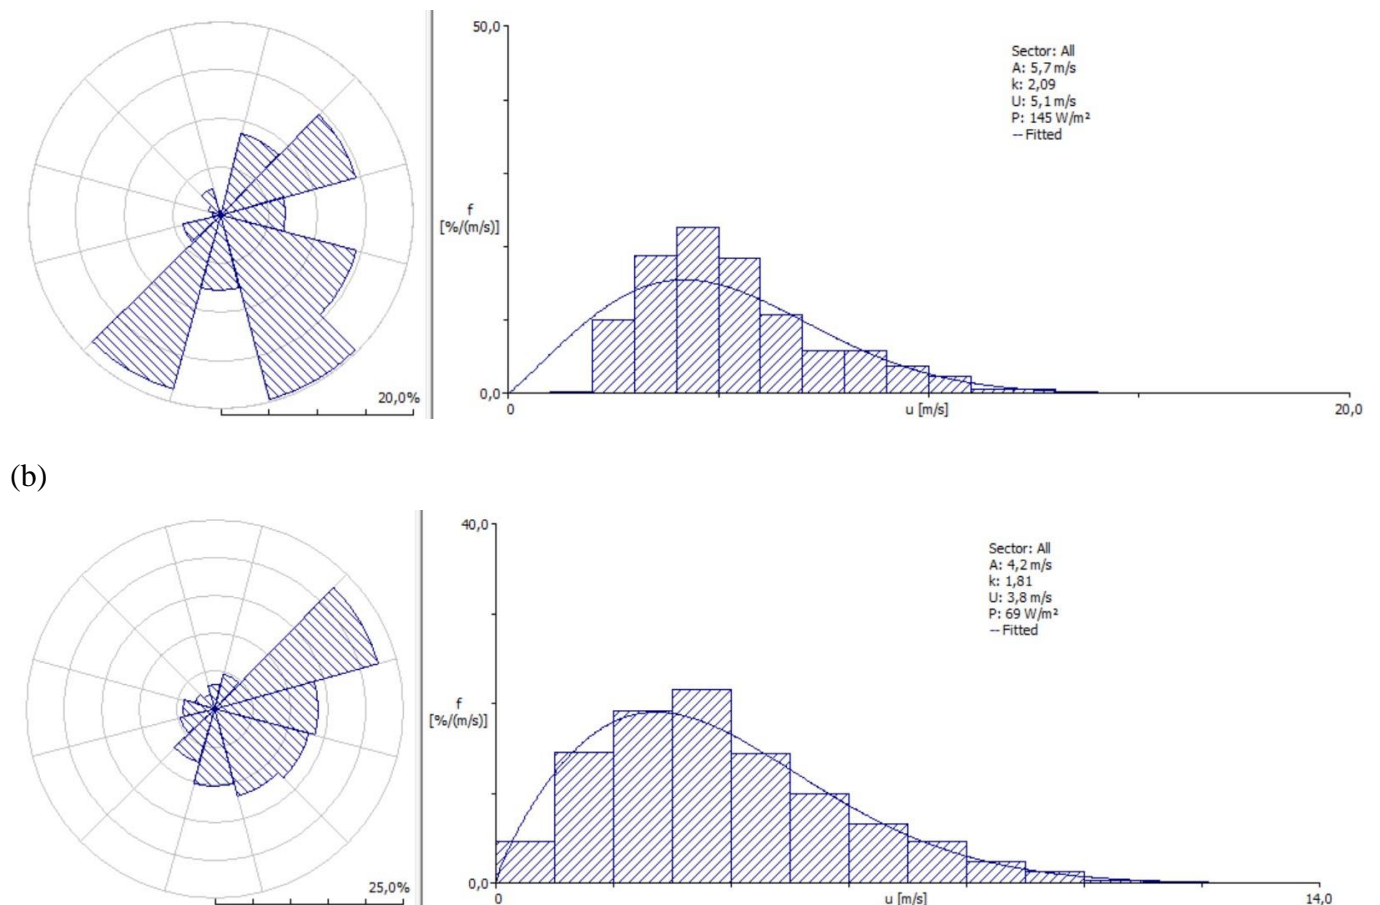 50,0
Sector: All
A: 5,7 m/s
k: 2,09
U: 5,1 m/s
P: 145 W/m²
-- Fitted
f
[%/(m/s)]
20,0%
0,0
0
u [m/s]
20,0
(b)
40,0
Sector: All
A: 4,2 m/s
k: 1,81
U: 3,8 m/s
P: 69 W/m²
-- Fitted
f
[%/(m/s)]
25,0%
0,0
0
u [m/s]
14,0